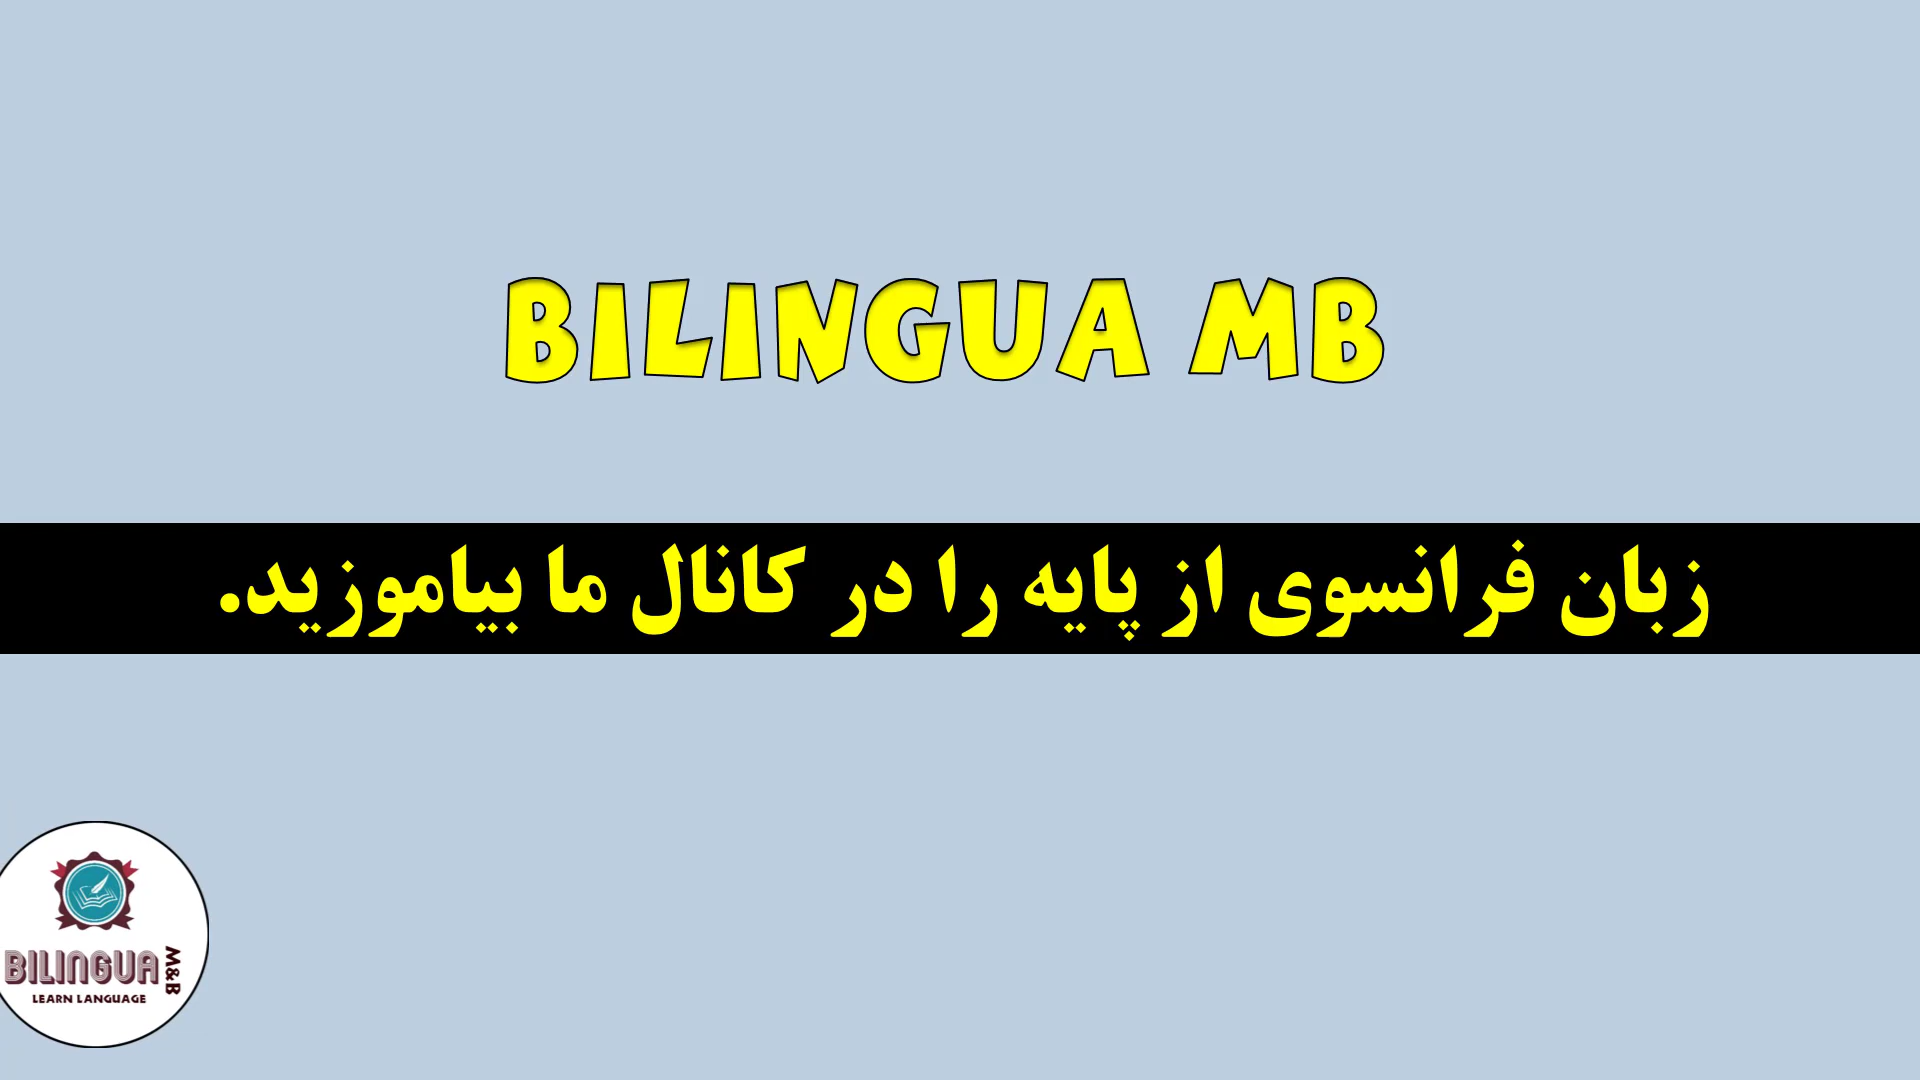 BILINGUA MB
زبان فرانسوی از پایه را در کانال ما بیاموزید.
BILINGUA M&B
LEARN LANGUAGE